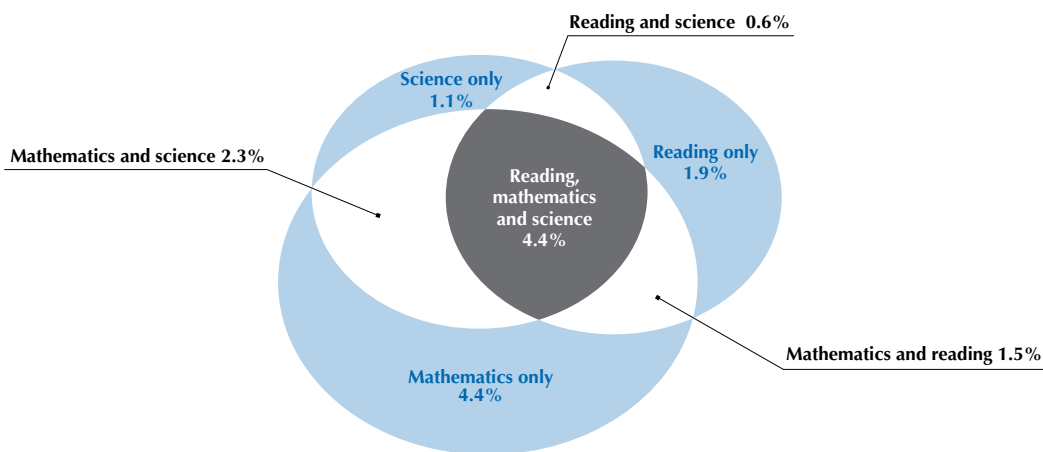 Reading and science 0.6%
Science only
1.1%
Mathematics and science 2.3%
Reading only
1.9%
Reading,
mathematics
and science
4.4%
Mathematics and reading 1.5%
Mathematics only
4.4%